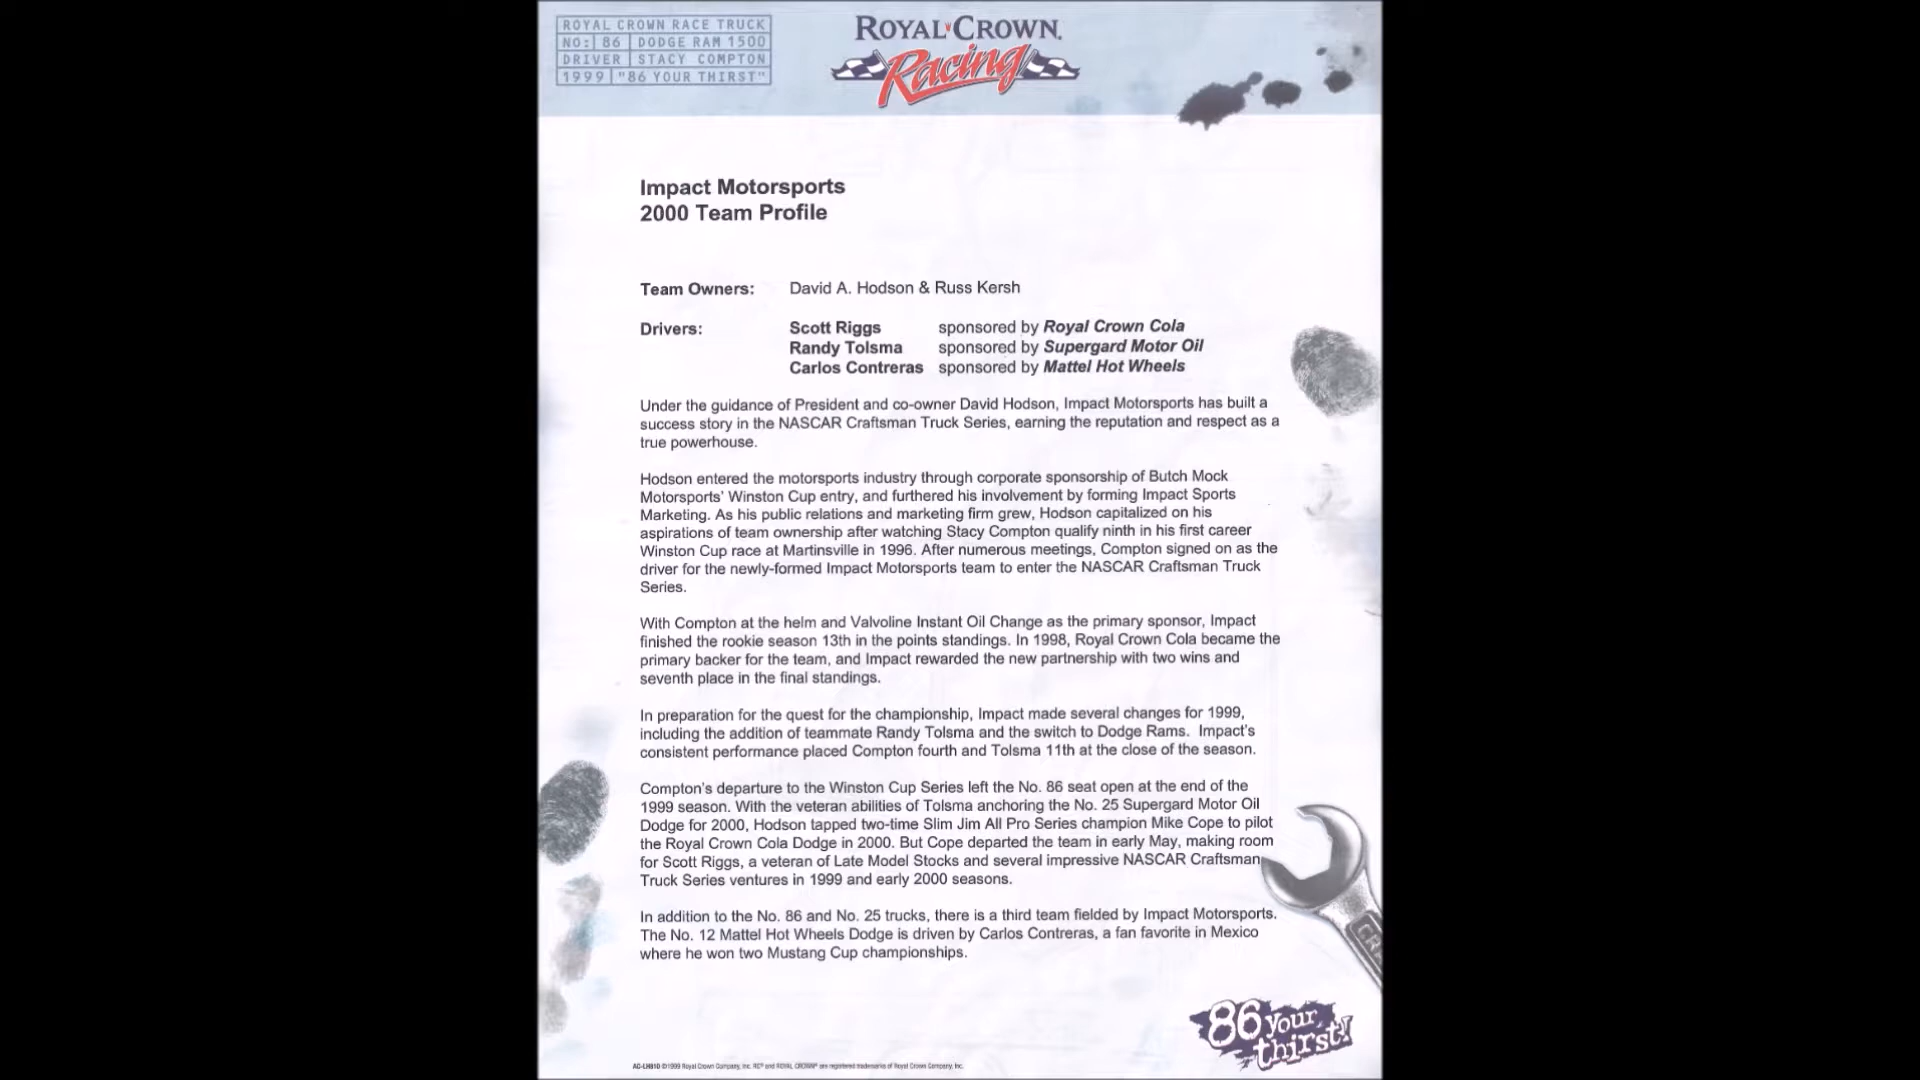 ROYAL CROWN RACE TRUCK
NO: 86 DODGE RAM 1500
DRIVER STACY COMPTON
1999 "86 YOUR THIRST"
ROYAL CROWN.
Racing
Impact Motorsports
2000 Team Profile
Team Owners: David A. Hodson & Russ Kersh
Drivers: Scott Riggs sponsored by Royal Crown Cola
Randy Tolsma sponsored by Supergard Motor Oil
Carlos Contreras sponsored by Mattel Hot Wheels
Under the guidance of President and co-owner David Hodson, Impact Motorsports has built a
success story in the NASCAR Craftsman Truck Series, earning the reputation and respect as a
true powerhouse.
Hodson entered the motorsports industry through corporate sponsorship of Butch Mock
Motorsports' Winston Cup entry, and furthered his involvement by forming Impact Sports
Marketing. As his public relations and marketing firm grew, Hodson capitalized on his
aspirations of team ownership after watching Stacy Compton qualify ninth in his first career
Winston Cup race at Martinsville in 1996. After numerous meetings, Compton signed on as the
driver for the newly-formed Impact Motorsports team to enter the NASCAR Craftsman Truck
Series.
With Compton at the helm and Valvoline Instant Oil Change as the primary sponsor, Impact
finished the rookie season 13th in the points standings. In 1998, Royal Crown Cola became the
primary backer for the team, and Impact rewarded the new partnership with two wins and
seventh place in the final standings.
In preparation for the quest for the championship, Impact made several changes for 1999,
including the addition of teammate Randy Tolsma and the switch to Dodge Rams. Impact's
consistent performance placed Compton fourth and Tolsma 11th at the close of the season.
Compton's departure to the Winston Cup Series left the No. 86 seat open at the end of the
1999 season. With the veteran abilities of Tolsma anchoring the No. 25 Supergard Motor Oil
Dodge for 2000, Hodson tapped two-time Slim Jim All Pro Series champion Mike Cope to pilot
the Royal Crown Cola Dodge in 2000. But Cope departed the team in early May, making room
for Scott Riggs, a veteran of Late Model Stocks and several impressive NASCAR Craftsman
Truck Series ventures in 1999 and early 2000 seasons.
In addition to the No. 86 and No. 25 trucks, there is a third team fielded by Impact Motorsports.
The No. 12 Mattel Hot Wheels Dodge is driven by Carlos Contreras, a fan favorite in Mexico
where he won two Mustang Cup championships.
CR
86 your
thirst!
©1999 Royal Crown Company, Inc. RC® and ROYAL CROWN® are registered trademarks of Royal Crown Company, Inc.